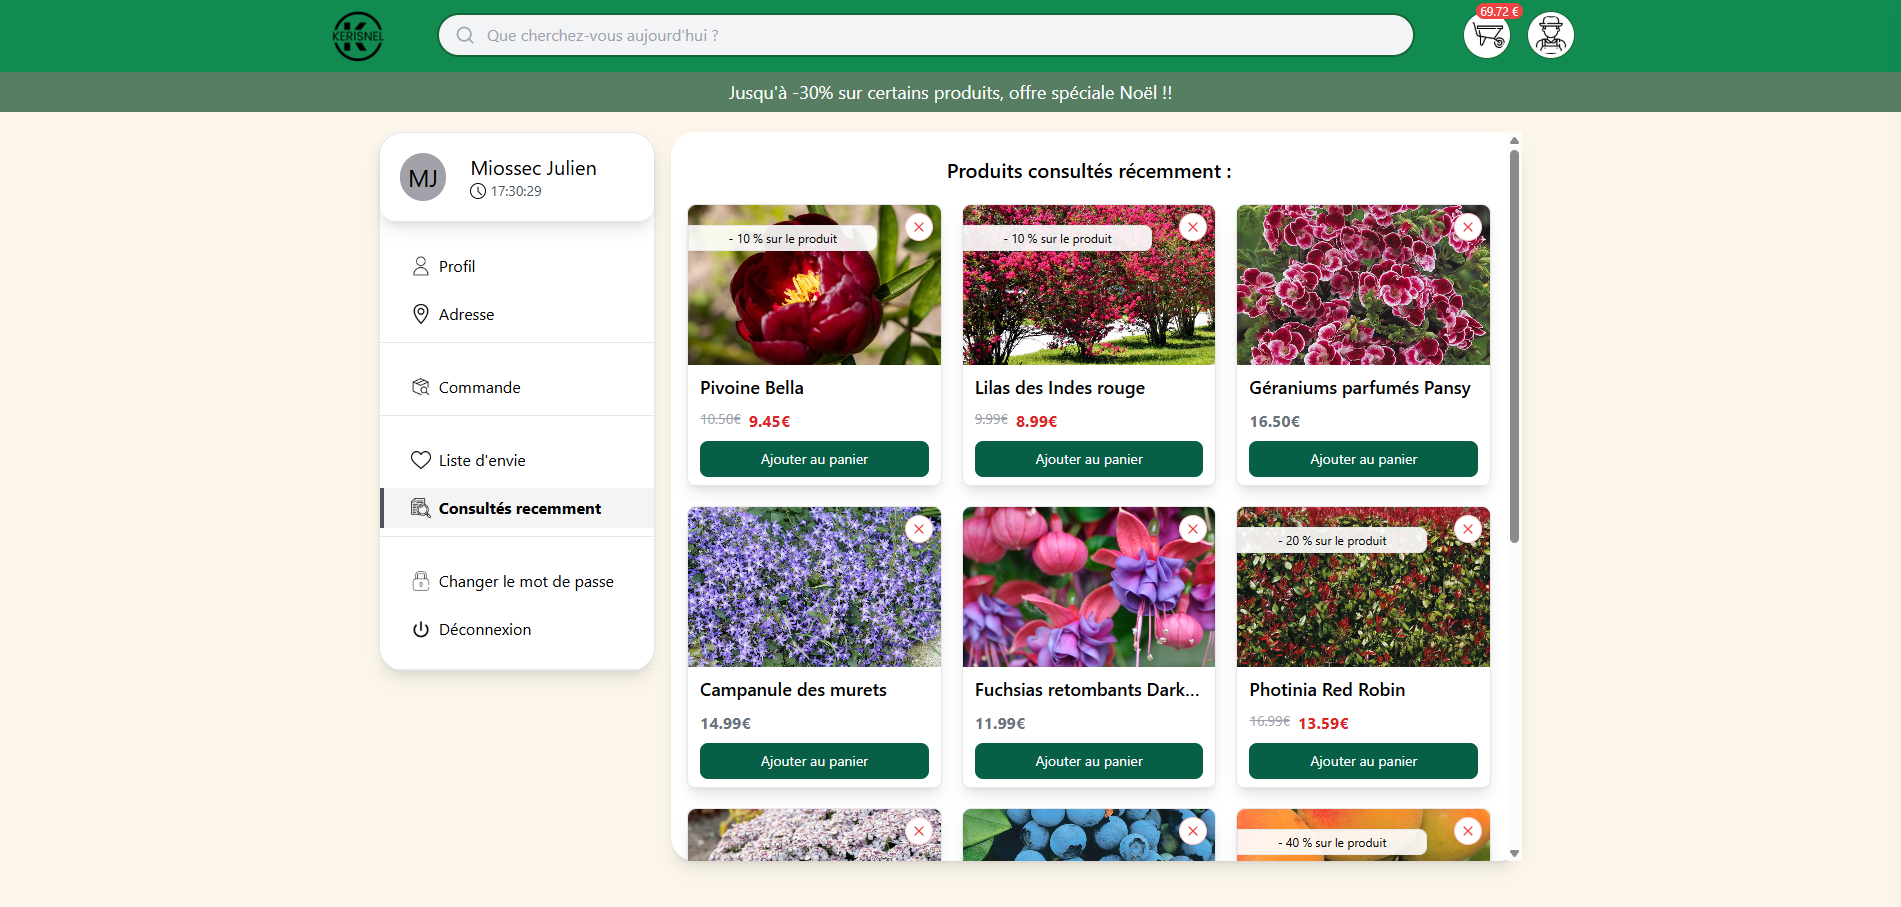 KERISNEL
Que cherchez-vous aujourd'hui ?
69.72 €
Jusqu'à -30% sur certains produits, offre spéciale Noël !!
MJ
Miossec Julien
17:30:29
Profil
Adresse
Commande
Liste d'envie
Consultés recemment
Changer le mot de passe
Déconnexion
Produits consultés récemment :
- 10 % sur le produit
Pivoine Bella
10.50€ 9.45€
Ajouter au panier
- 10 % sur le produit
Lilas des Indes rouge
9.99€ 8.99€
Ajouter au panier
Géraniums parfumés Pansy
16.50€
Ajouter au panier
Campanule des murets
14.99€
Ajouter au panier
Fuchsias retombants Dark...
11.99€
Ajouter au panier
- 20 % sur le produit
Photinia Red Robin
16.99€ 13.59€
Ajouter au panier
- 40 % sur le produit